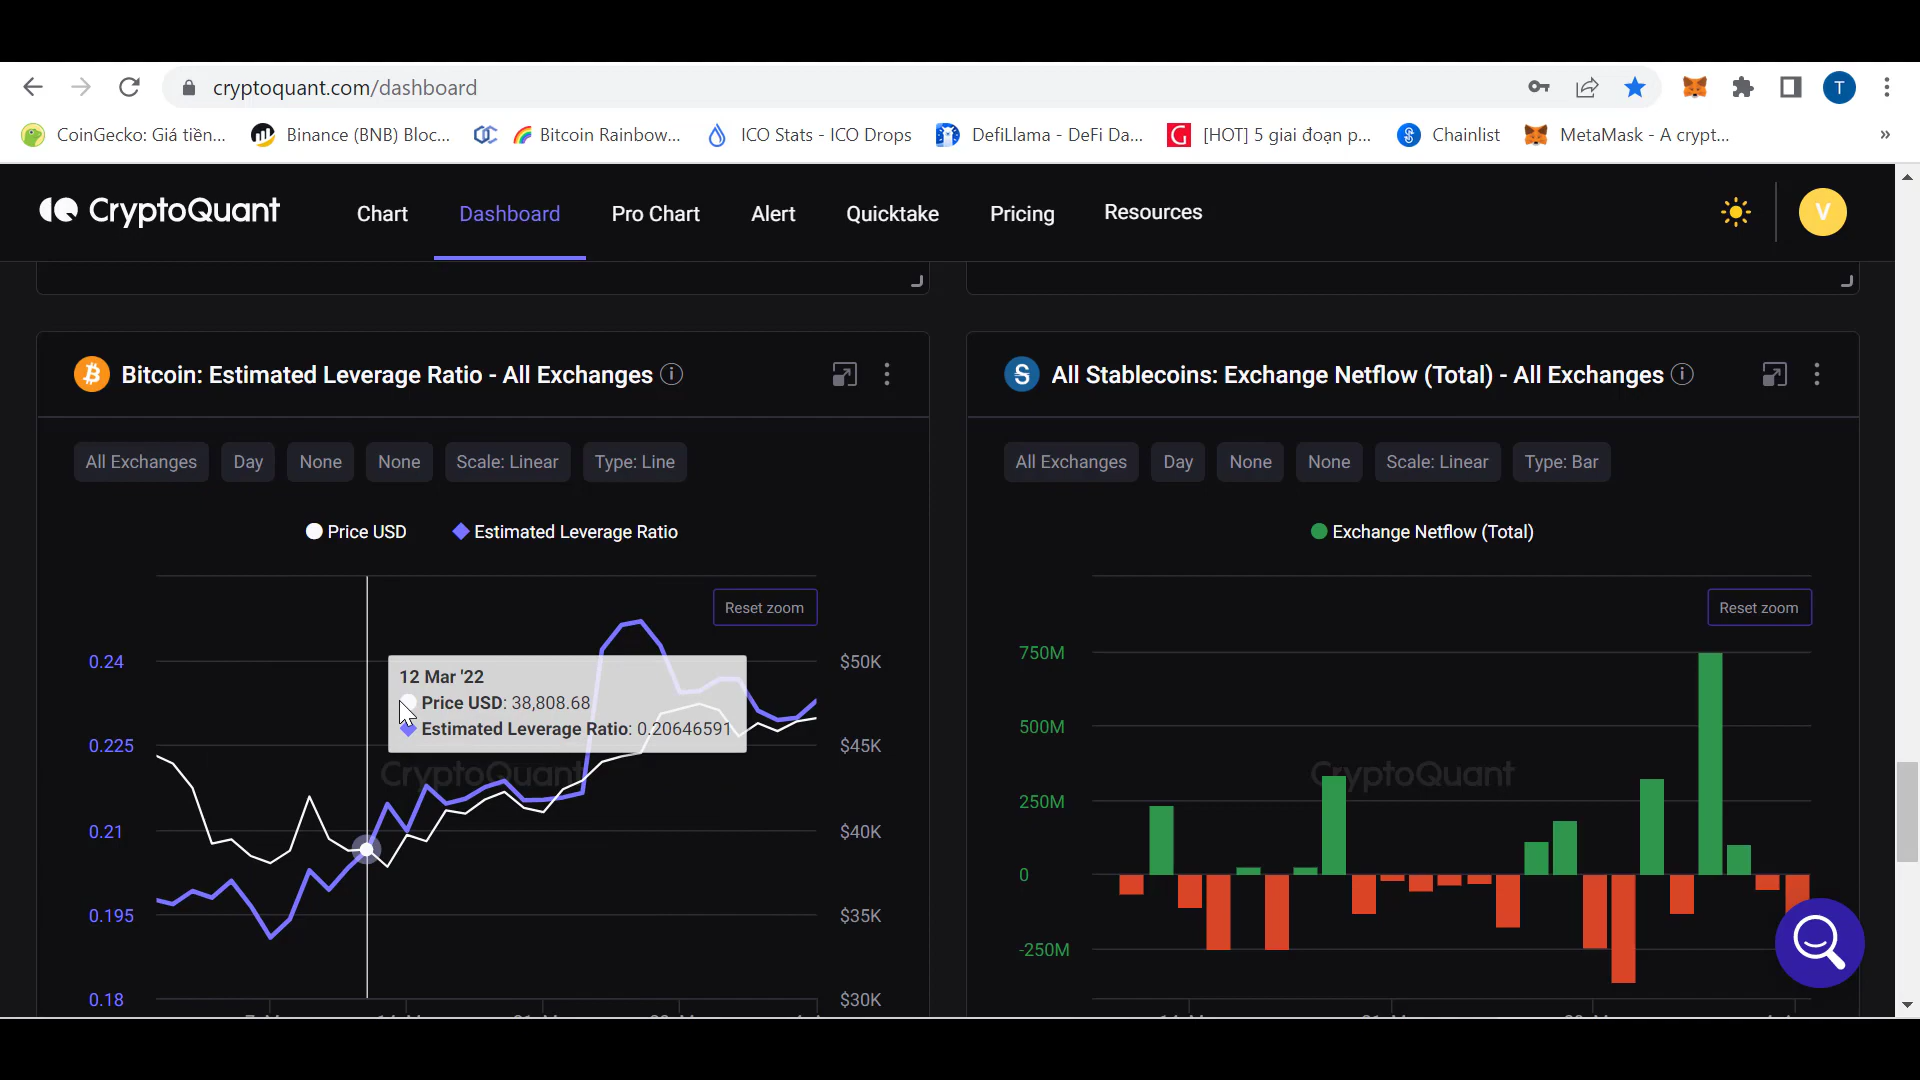 cryptoquant.com/dashboard
CoinGecko: Giá tiền... Binance (BNB) Bloc... Bitcoin Rainbow... ICO Stats - ICO Drops DefiLlama - DeFi Da... [HOT] 5 giai đoạn p... Chainlist MetaMask - A crypt... »
CryptoQuant Chart Dashboard Pro Chart Alert Quicktake Pricing Resources V
Bitcoin: Estimated Leverage Ratio - All Exchanges
All Exchanges Day None None Scale: Linear Type: Line
Price USD Estimated Leverage Ratio
Reset zoom
0.24 $50K
12 Mar '22
Price USD: 38,808.68
Estimated Leverage Ratio: 0.20646591
0.225 $45K
CryptoQuant
0.21 $40K
0.195 $35K
0.18 $30K
All Stablecoins: Exchange Netflow (Total) - All Exchanges
All Exchanges Day None None Scale: Linear Type: Bar
Exchange Netflow (Total)
Reset zoom
750M
500M
CryptoQuant
250M
0
-250M